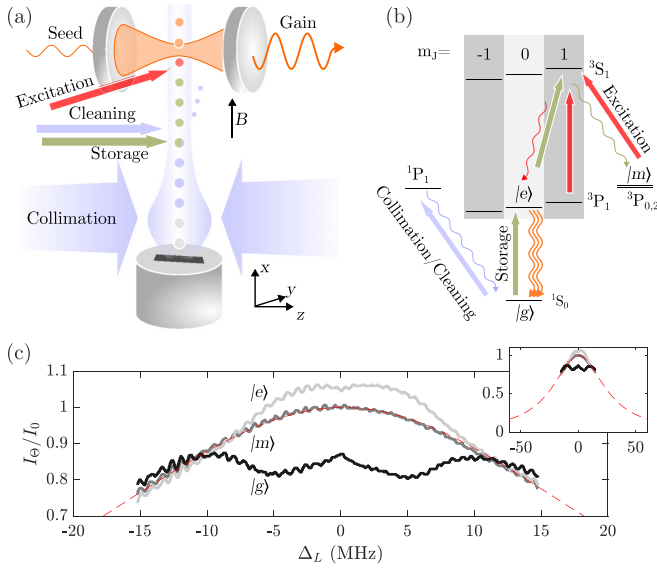 (a)
Seed
Gain
Excitation
Cleaning
Storage
B
Collimation
x
y
z
(b)
m_J= -1 0 1
³S₁
Excitation
¹P₁
|e⟩
|m⟩
³P₀,₂
³P₁
Collimation/Cleaning
Storage
|g⟩
¹S₀
(c)
I_Θ/I₀
1.1
1
0.9
0.8
0.7
|e⟩
|m⟩
|g⟩
-20 -15 -10 -5 0 5 10 15 20
Δ_L (MHz)
1
0.5
0
-50 0 50